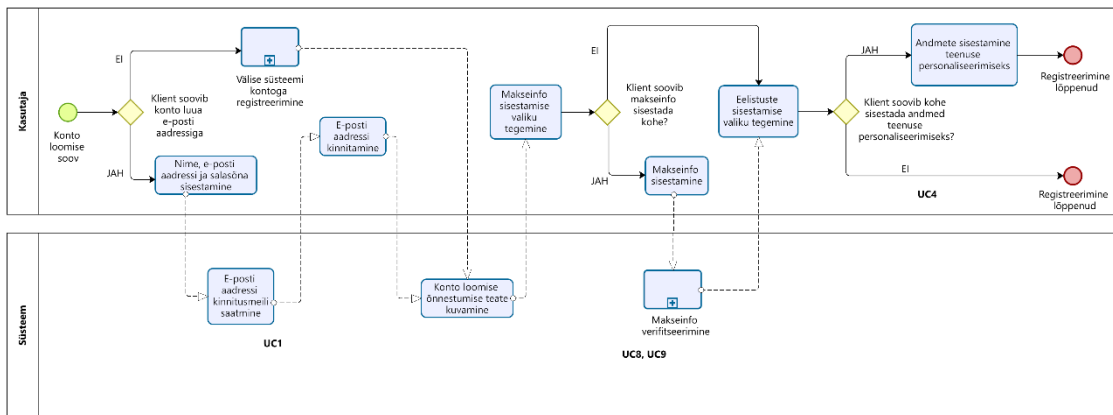 Kasutaja
Konto
loomise
soov
EI
Klient soovib
konto luua
e-posti
aadressiga
JAH
Välise süsteemi
kontoga
registreerimine
Nime, e-posti
aadressi ja salasõna
sisestamine
E-posti
aadressi
kinnitamine
Makseinfo
sisestamise
valiku
tegemine
EI
Klient soovib
makseinfo
sisestada
kohe?
JAH
Makseinfo
sisestamine
Eelistuste
sisestamise
valiku tegemine
JAH
Klient soovib kohe
sisestada andmed
teenuse
personaliseerimiseks?
EI
Andmete sisestamine
teenuse
personaliseerimiseks
Registreerimine
lõppenud
UC4
Registreerimine
lõppenud
Süsteem
E-posti
aadressi
kinnitusmeili
saatmine
UC1
Konto loomise
õnnestumise teate
kuvamine
Makseinfo
verifitseerimine
UC8, UC9